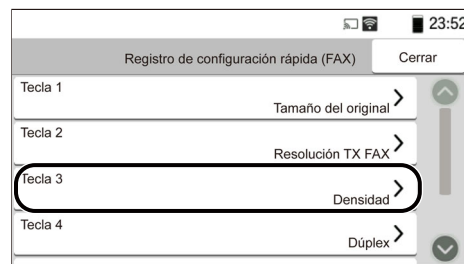 23:52
Registro de configuración rápida (FAX)
Cerrar
Tecla 1
Tamaño del original
Tecla 2
Resolución TX FAX
Tecla 3
Densidad
Tecla 4
Dúplex